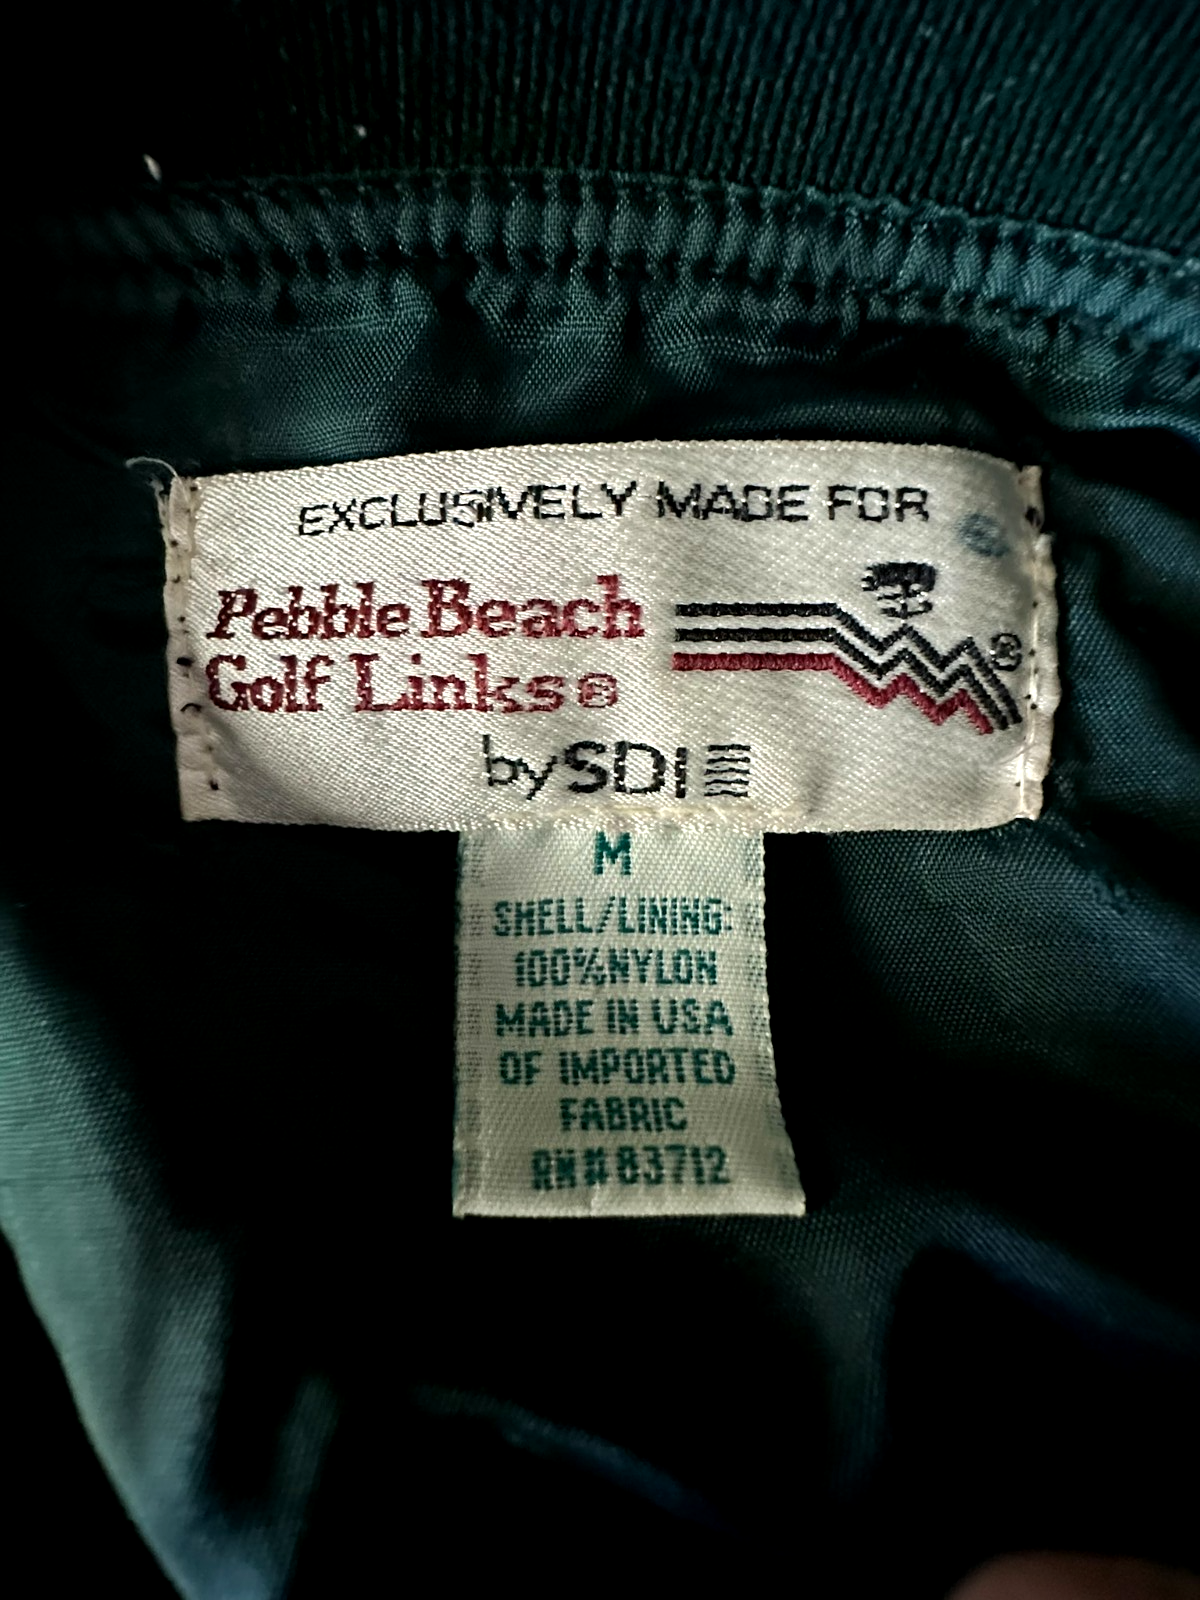 EXCLUSIVELY MADE FOR
Pebble Beach
Golf Links®
®
by SDI
M
SHELL/LINING:
100% NYLON
MADE IN USA
OF IMPORTED
FABRIC
RN# 83712